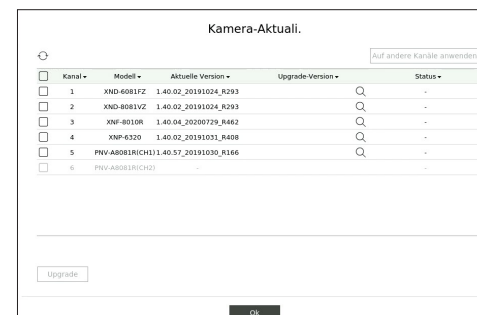 Kamera-Aktuali.
Auf andere Kanäle anwenden
Kanal Modell Aktuelle Version Upgrade-Version Status
1 XND-6081FZ 1.40.02_20191024_R293 -
2 XND-8081VZ 1.40.02_20191024_R293 -
3 XNF-8010R 1.40.04_20200729_R462 -
4 XNP-6320 1.40.02_20191031_R408 -
5 PNV-A8081R(CH1) 1.40.57_20191030_R166 -
6 PNV-A8081R(CH2) - -
Upgrade
Ok